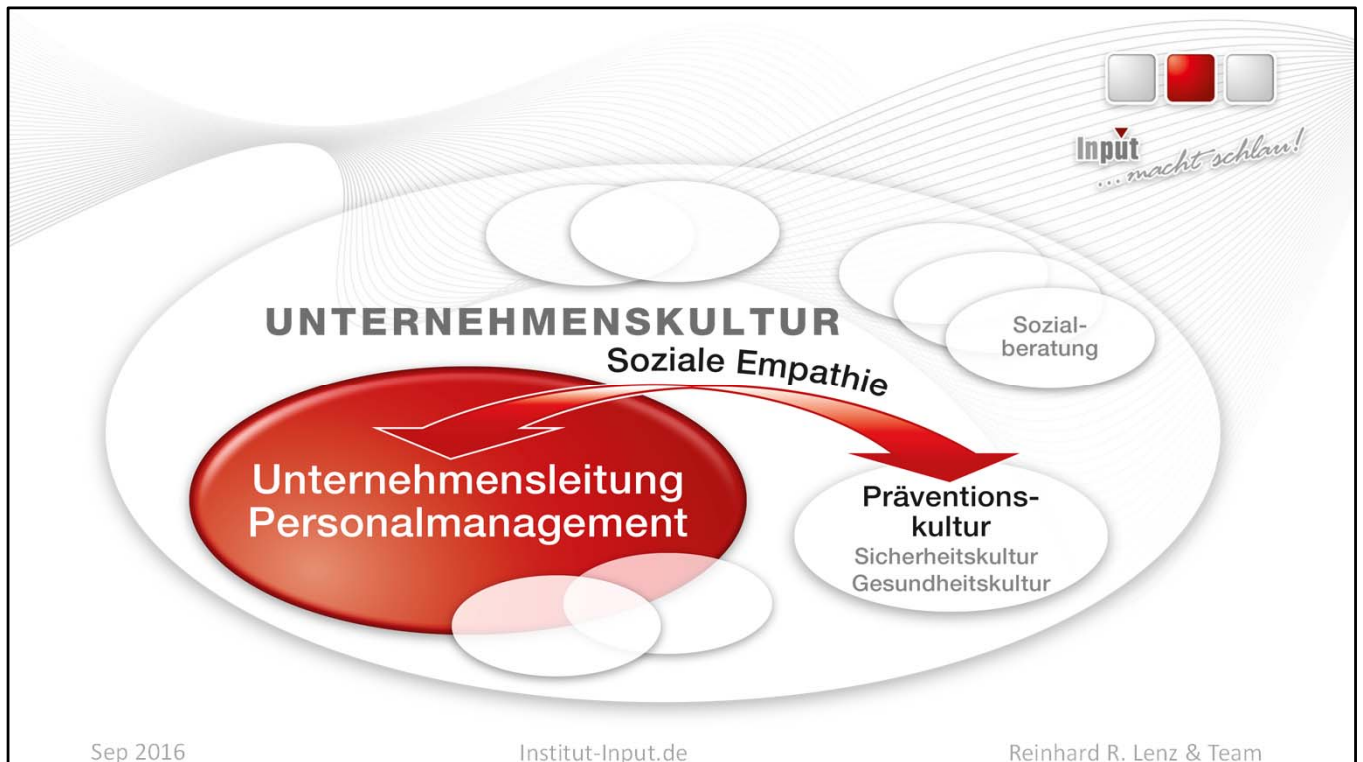 Input
... macht schlau!
UNTERNEHMENSKULTUR
Sozial-
beratung
Soziale Empathie
Unternehmensleitung
Personalmanagement
Präventions-
kultur
Sicherheitskultur
Gesundheitskultur
Sep 2016
Institut-Input.de
Reinhard R. Lenz & Team